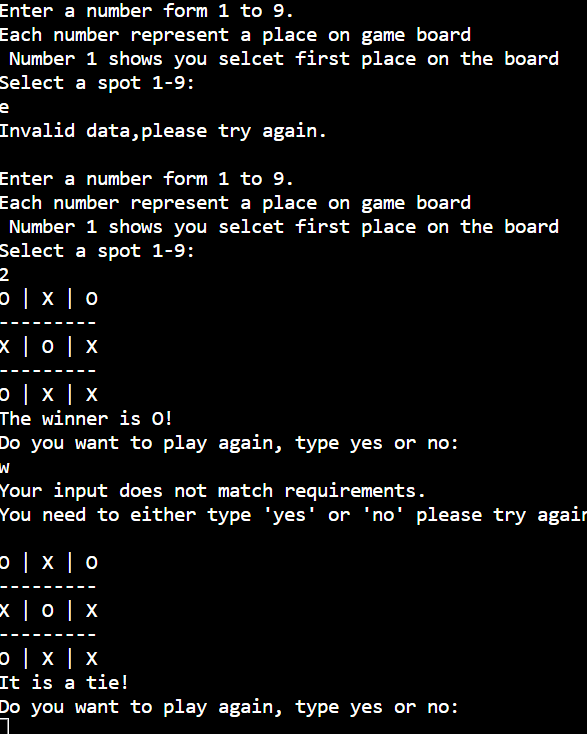 Enter a number form 1 to 9.
Each number represent a place on game board
Number 1 shows you selcet first place on the board
Select a spot 1-9:
e
Invalid data,please try again.
Enter a number form 1 to 9.
Each number represent a place on game board
Number 1 shows you selcet first place on the board
Select a spot 1-9:
2
O | X | O
---------
X | O | X
---------
O | X | X
The winner is O!
Do you want to play again, type yes or no:
w
Your input does not match requirements.
You need to either type 'yes' or 'no' please try again
O | X | O
---------
X | O | X
---------
O | X | X
It is a tie!
Do you want to play again, type yes or no: